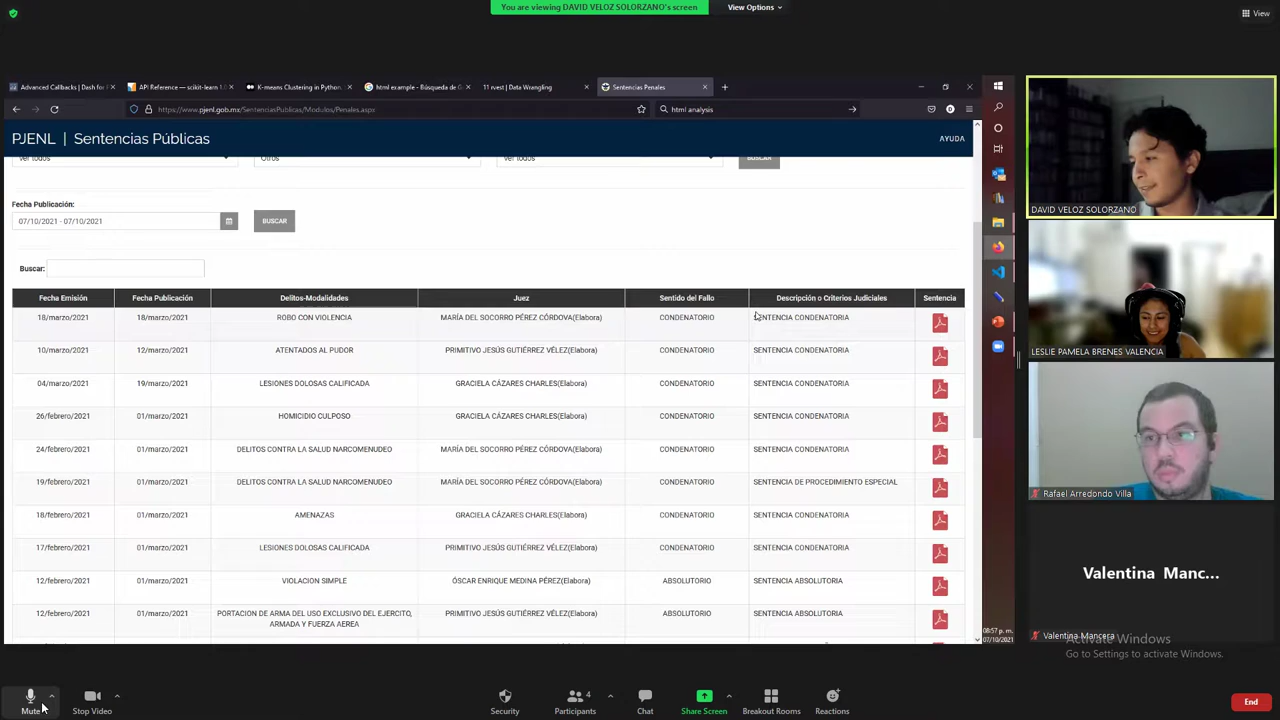 You are viewing DAVID VELOZ SOLORZANO's screen
View Options
View
Advanced Callbacks | Dash for
API Reference — scikit-learn 1.0
K-means Clustering in Python.
html example - Búsqueda de G
11 rvest | Data Wrangling
Sentencias Penales
https://www.pjenl.gob.mx/SentenciasPublicas/Modulos/Penales.aspx
html analysis
PJENL | Sentencias Públicas
AYUDA
Ver todos
Otros
Ver todos
BUSCAR
Fecha Publicación:
07/10/2021 - 07/10/2021
BUSCAR
Buscar:
Fecha Emisión Fecha Publicación Delitos-Modalidades Juez Sentido del Fallo Descripción o Criterios Judiciales Sentencia
18/marzo/2021 18/marzo/2021 ROBO CON VIOLENCIA MARÍA DEL SOCORRO PÉREZ CÓRDOVA(Elabora) CONDENATORIO SENTENCIA CONDENATORIA
10/marzo/2021 12/marzo/2021 ATENTADOS AL PUDOR PRIMITIVO JESÚS GUTIÉRREZ VÉLEZ(Elabora) CONDENATORIO SENTENCIA CONDENATORIA
04/marzo/2021 19/marzo/2021 LESIONES DOLOSAS CALIFICADA GRACIELA CÁZARES CHARLES(Elabora) CONDENATORIO SENTENCIA CONDENATORIA
26/febrero/2021 01/marzo/2021 HOMICIDIO CULPOSO GRACIELA CÁZARES CHARLES(Elabora) CONDENATORIO SENTENCIA CONDENATORIA
24/febrero/2021 01/marzo/2021 DELITOS CONTRA LA SALUD NARCOMENUDEO MARÍA DEL SOCORRO PÉREZ CÓRDOVA(Elabora) CONDENATORIO SENTENCIA CONDENATORIA
19/febrero/2021 01/marzo/2021 DELITOS CONTRA LA SALUD NARCOMENUDEO MARÍA DEL SOCORRO PÉREZ CÓRDOVA(Elabora) CONDENATORIO SENTENCIA DE PROCEDIMIENTO ESPECIAL
18/febrero/2021 01/marzo/2021 AMENAZAS GRACIELA CÁZARES CHARLES(Elabora) CONDENATORIO SENTENCIA CONDENATORIA
17/febrero/2021 01/marzo/2021 LESIONES DOLOSAS CALIFICADA PRIMITIVO JESÚS GUTIÉRREZ VÉLEZ(Elabora) CONDENATORIO SENTENCIA CONDENATORIA
12/febrero/2021 01/marzo/2021 VIOLACION SIMPLE ÓSCAR ENRIQUE MEDINA PÉREZ(Elabora) ABSOLUTORIO SENTENCIA ABSOLUTORIA
12/febrero/2021 01/marzo/2021 PORTACION DE ARMA DEL USO EXCLUSIVO DEL EJERCITO, PRIMITIVO JESÚS GUTIÉRREZ VÉLEZ(Elabora) ABSOLUTORIO SENTENCIA ABSOLUTORIA
ARMADA Y FUERZA AEREA
08:57 p. m.
07/10/2021
DAVID VELOZ SOLORZANO
LESLIE PAMELA BRENES VALENCIA
Rafael Arredondo Villa
Valentina Manc...
Valentina Mancera
Activate Windows
Go to Settings to activate Windows.
Mute
Stop Video
Security
Participants 4
Chat
Share Screen
Breakout Rooms
Reactions
End